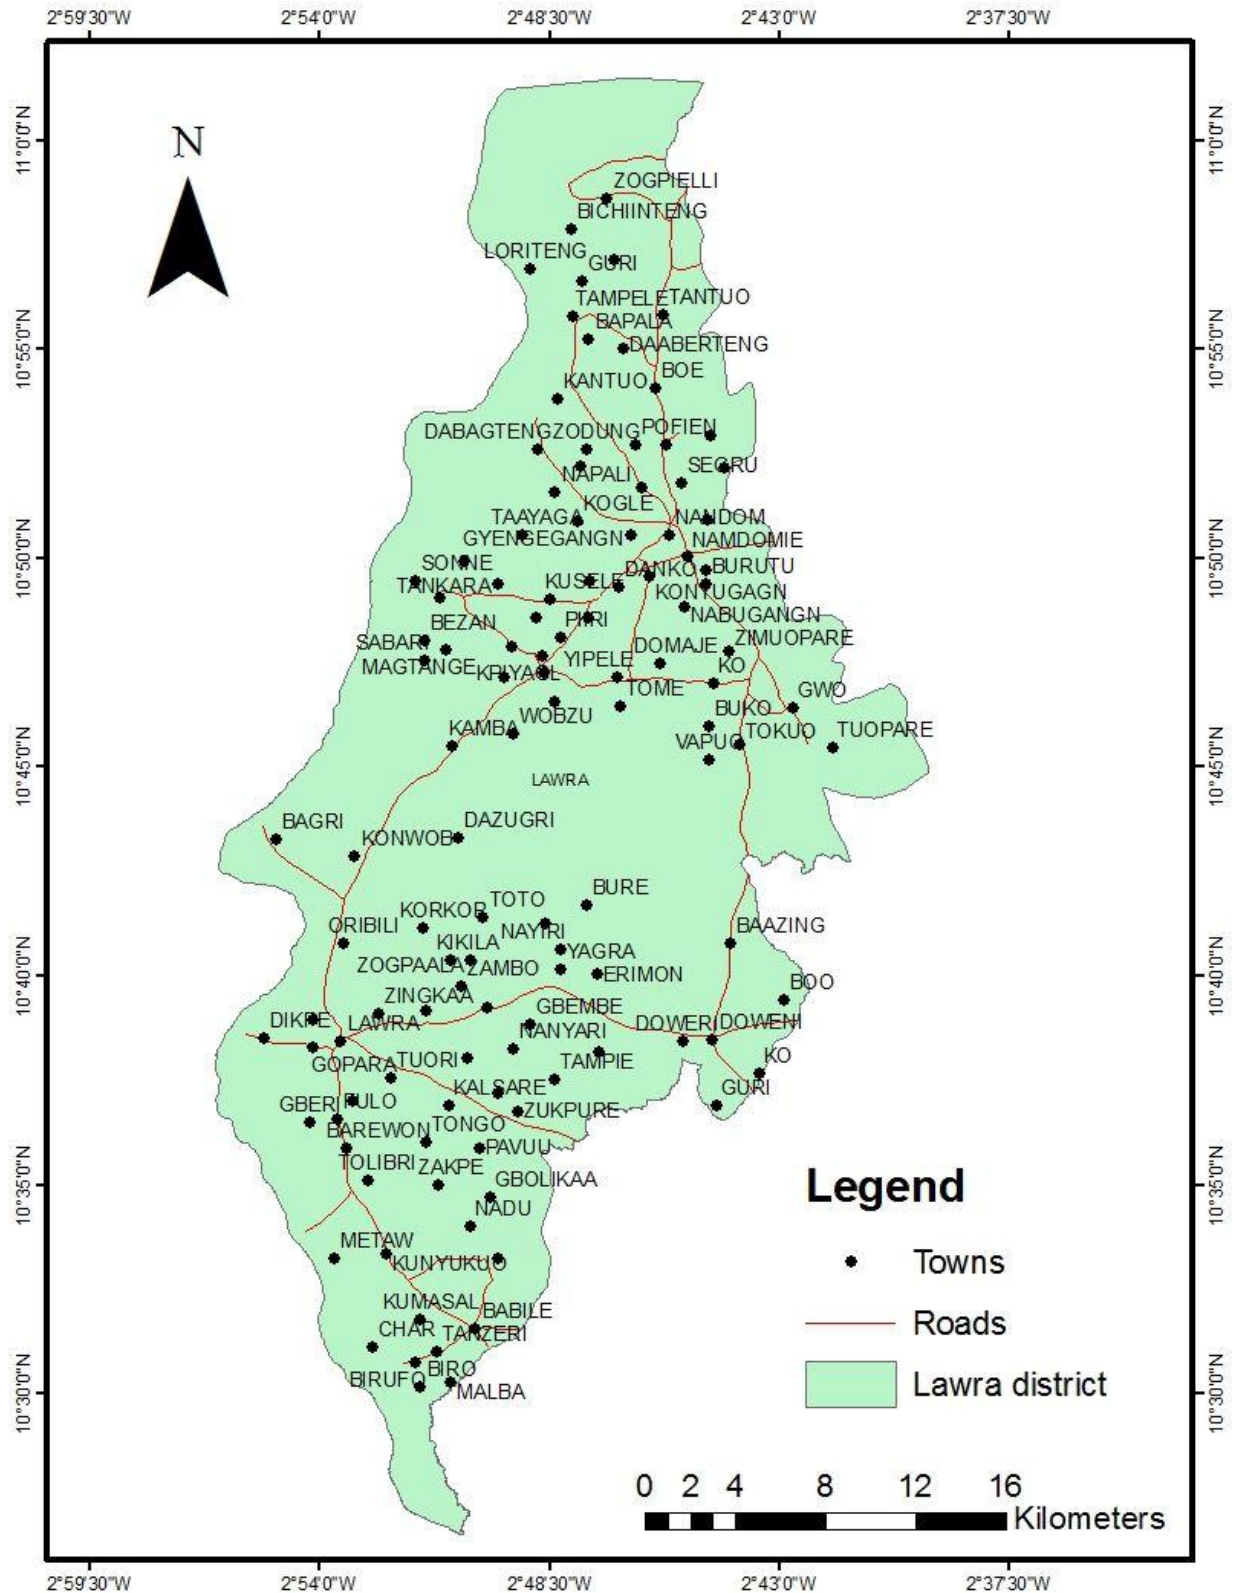 2°59'30"W 2°54'0"W 2°48'30"W 2°43'0"W 2°37'30"W
11°0'0"N 11°0'0"N
N
ZOGPIELLI
BICHIINTENG
LORITENG
GURI
TAMPELE TANTUO
BAPALA
10°55'0"N DAABERTENG 10°55'0"N
BOE
KANTUO
DABAGTENG ZODUNG POFIEN
NAPALI SEGRU
KOGLE
TAAYAGA NANDOM
GYENGEGANGN NAMDOMIE
10°50'0"N 10°50'0"N
SONNE DANKO BURUTU
TANKARA KUSELE KONYUGAGN
NABUGANGN
BEZAN PIIRI
SABARI DOMAJE ZIMUOPARE
MAGTANGE KPIYAGL YIPELE KO
TOME GWO
WOBZU BUKO
KAMBA VAPUO TOKUO TUOPARE
10°45'0"N 10°45'0"N
LAWRA
BAGRI DAZUGRI
KONWOB
BURE
KORKOR TOTO
ORIBILI NAYIRI BAAZING
KIKILA YAGRA
ZOGPAALA ZAMBO ERIMON
10°40'0"N 10°40'0"N
BOO
ZINGKAA GBEMBE
DIKPE LAWRA NANYARI DOWERI DOWENI
GOPARA TUORI TAMPIE KO
KALSARE GURI
GBERI PULO ZUKPURE
BAREWON TONGO
PAVUU
TOLIBRI ZAKPE GBOLIKAA
10°35'0"N 10°35'0"N
NADU
METAW
KUNYUKUO
KUMASAL BABILE
CHAR TANZERI
BIRUFO BIRO
MALBA
10°30'0"N 10°30'0"N
Legend
Towns
Roads
Lawra district
0 2 4 8 12 16
Kilometers
2°59'30"W 2°54'0"W 2°48'30"W 2°43'0"W 2°37'30"W